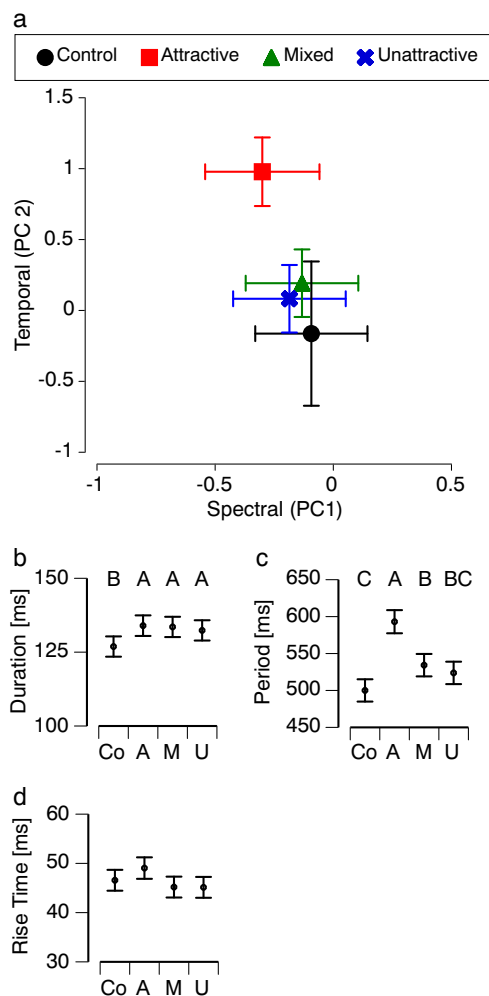 a
Control Attractive Mixed Unattractive
1.5
1
0.5
0
-0.5
-1
Temporal (PC 2)
-1 -0.5 0 0.5
Spectral (PC1)
b
B A A A
150
125
100
Duration [ms]
Co A M U
c
C A B BC
650
600
550
500
450
Period [ms]
Co A M U
d
60
50
40
30
Rise Time [ms]
Co A M U